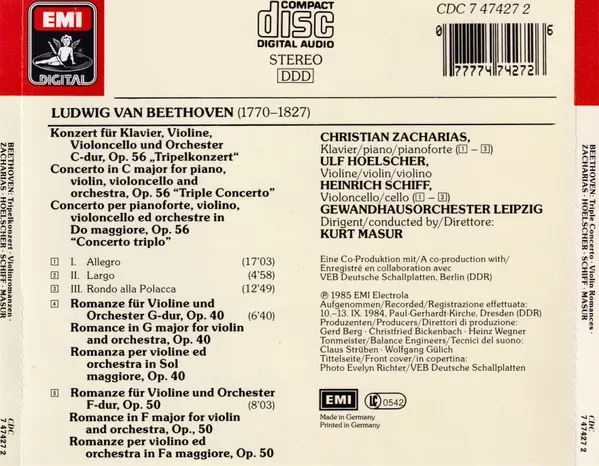 EMI
DIGITAL
COMPACT
disc
DIGITAL AUDIO
STEREO
DDD
CDC 7 47427 2
0 77774 74272 6
LUDWIG VAN BEETHOVEN (1770–1827)
Konzert für Klavier, Violine,
Violoncello und Orchester
C-dur, Op. 56 „Tripelkonzert“
Concerto in C major for piano,
violin, violoncello and
orchestra, Op. 56 “Triple Concerto”
Concerto per pianoforte, violino,
violoncello ed orchestre in
Do maggiore, Op. 56
“Concerto triplo”
1 I. Allegro (17'03)
2 II. Largo (4'58)
3 III. Rondo alla Polacca (12'49)
4 Romanze für Violine und
Orchester G-dur, Op. 40 (6'40)
Romance in G major for violin
and orchestra, Op. 40
Romanza per violino ed
orchestra in Sol
maggiore, Op. 40
5 Romanze für Violine und Orchester
F-dur, Op. 50 (8'03)
Romance in F major for violin
and orchestra, Op., 50
Romanze per violino ed
orchestra in Fa maggiore, Op. 50
CHRISTIAN ZACHARIAS,
Klavier/piano/pianoforte (1 – 3)
ULF HOELSCHER,
Violine/violin/violino
HEINRICH SCHIFF,
Violoncello/cello (1 – 3)
GEWANDHAUSORCHESTER LEIPZIG
Dirigent/conducted by/Direttore:
KURT MASUR
Eine Co-Produktion mit/A co-production with/
Enregistré en collaboration avec
VEB Deutsche Schallplatten, Berlin (DDR)
℗ 1985 EMI Electrola
Aufgenommen/Recorded/Registrazione effettuata:
10.–13. IX. 1984, Paul-Gerhardt-Kirche, Dresden (DDR)
Produzenten/Producers/Direttori di produzione:
Gerd Berg · Christfried Bickenbach · Heinz Wegner
Tonmeister/Balance Engineers/Tecnici del suono:
Claus Strüben · Wolfgang Gülich
Titelseite/Front cover/in copertina:
Photo Evelyn Richter/VEB Deutsche Schallplatten
EMI
LC 0542
Made in Germany
Printed in Germany
BEETHOVEN: Tripelkonzert · Violinromanzen
ZACHARIAS · HOELSCHER · SCHIFF · MASUR
CDC
7 47427 2
BEETHOVEN: Triple Concerto · Violin Romances ·
ZACHARIAS · HOELSCHER · SCHIFF · MASUR
CDC
7 47427 2